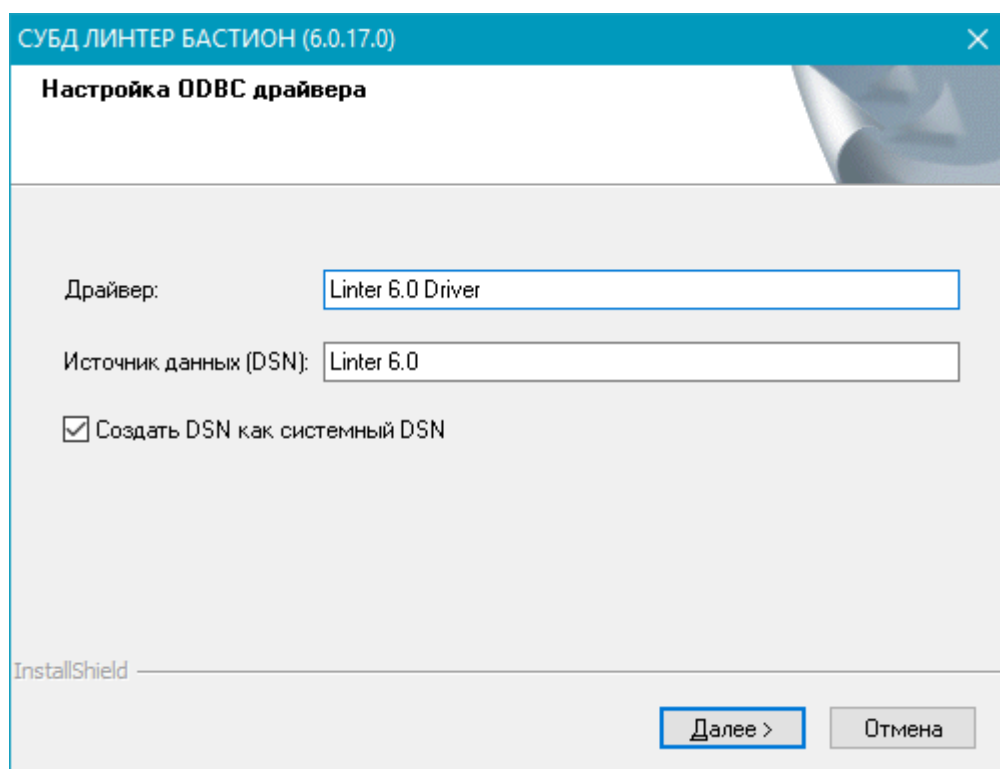 СУБД ЛИНТЕР БАСТИОН (6.0.17.0)
Настройка ODBC драйвера
Драйвер: Linter 6.0 Driver
Источник данных (DSN): Linter 6.0
Создать DSN как системный DSN
InstallShield
Далее > Отмена